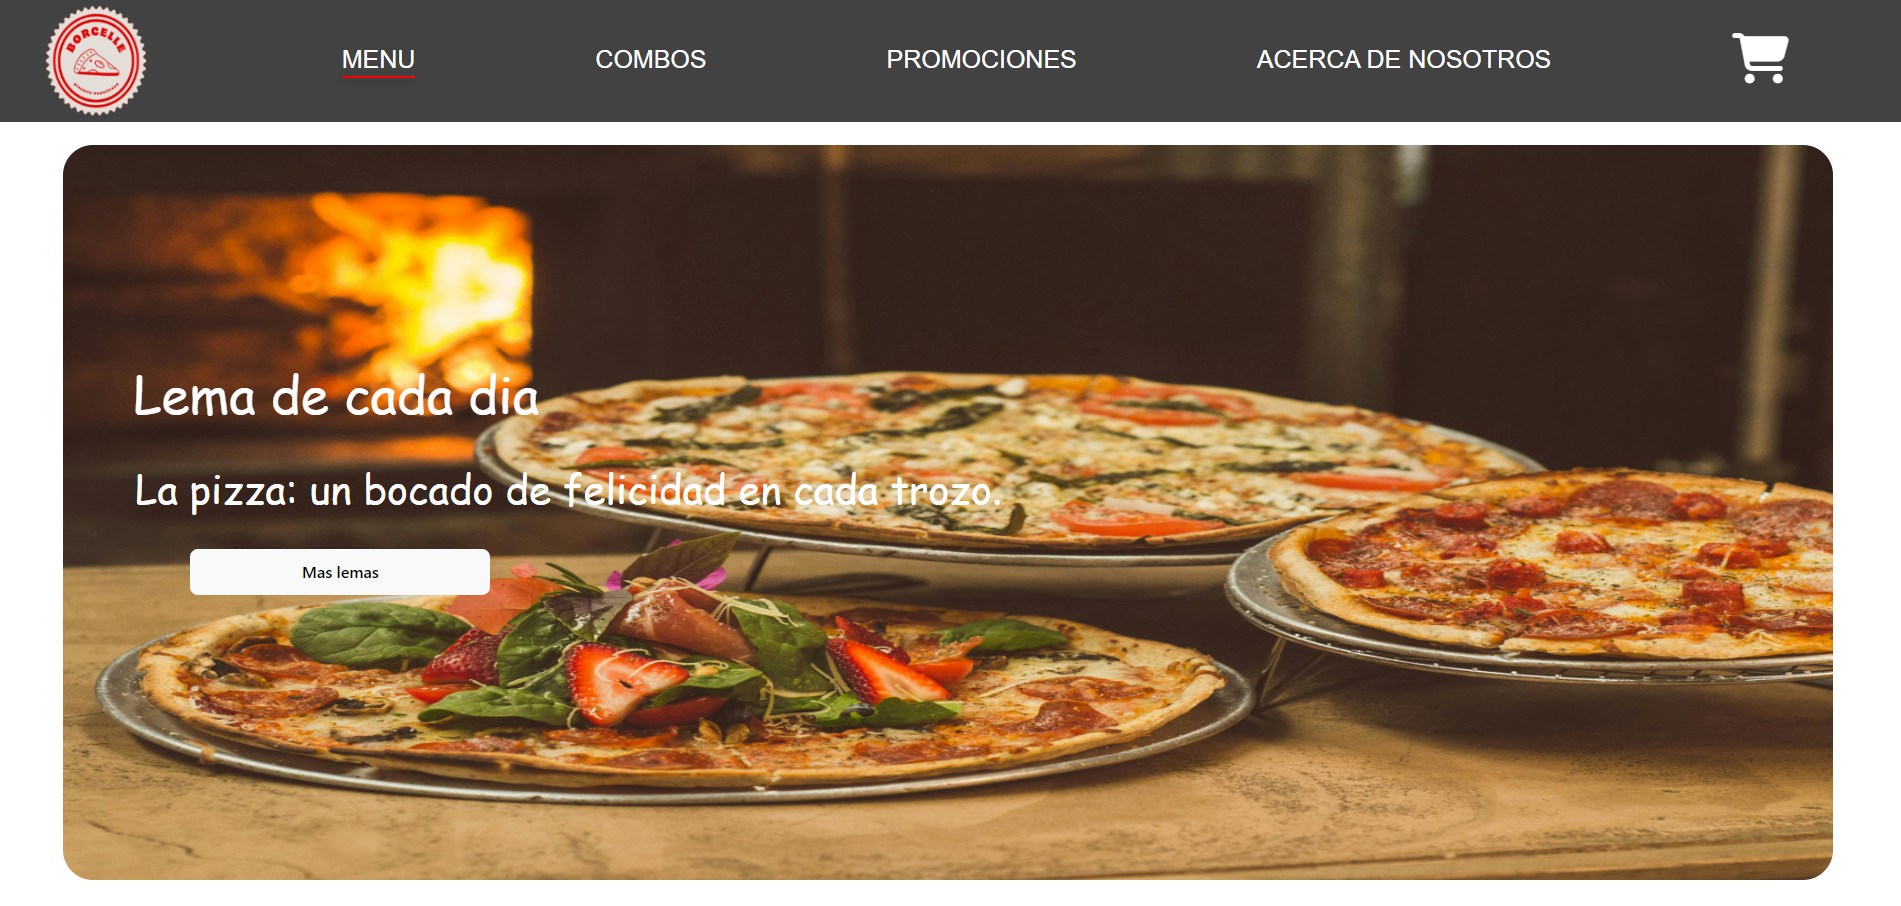 BORCELLE
MENU
COMBOS
PROMOCIONES
ACERCA DE NOSOTROS
Lema de cada dia
La pizza: un bocado de felicidad en cada trozo.
Mas lemas